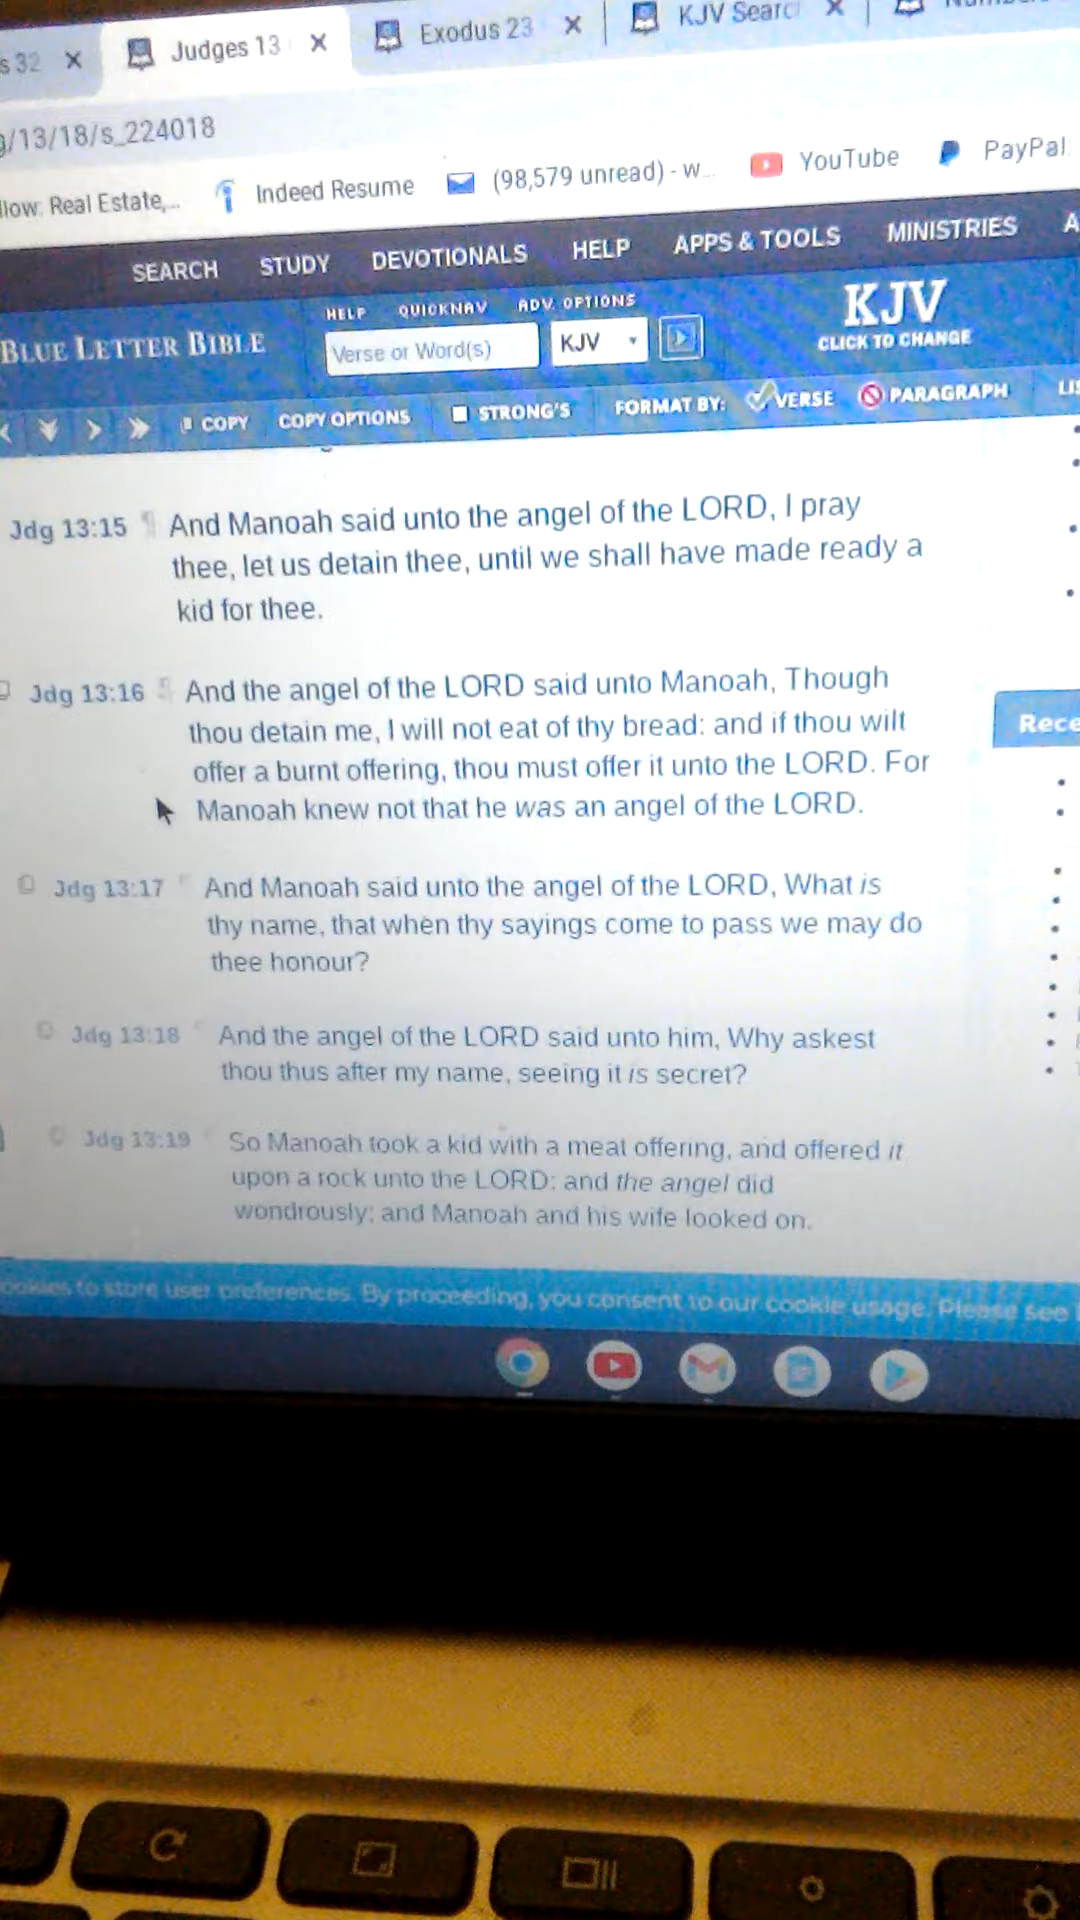 s 32
Judges 13
Exodus 23
KJV Searc
/13/18/s_224018
llow: Real Estate,...
Indeed Resume
(98,579 unread) - w...
YouTube
PayPal:
SEARCH STUDY DEVOTIONALS HELP APPS & TOOLS MINISTRIES A
HELP QUICKNAV ADV. OPTIONS
BLUE LETTER BIBLE
Verse or Word(s)
KJV
KJV
CLICK TO CHANGE
COPY COPY OPTIONS STRONG'S FORMAT BY: VERSE PARAGRAPH LIS
Jdg 13:15 ¶ And Manoah said unto the angel of the LORD, I pray
thee, let us detain thee, until we shall have made ready a
kid for thee.
Jdg 13:16 And the angel of the LORD said unto Manoah, Though
thou detain me, I will not eat of thy bread: and if thou wilt
offer a burnt offering, thou must offer it unto the LORD. For
Manoah knew not that he was an angel of the LORD.
Rece
Jdg 13:17 And Manoah said unto the angel of the LORD, What is
thy name, that when thy sayings come to pass we may do
thee honour?
Jdg 13:18 And the angel of the LORD said unto him, Why askest
thou thus after my name, seeing it is secret?
Jdg 13:19 So Manoah took a kid with a meat offering, and offered it
upon a rock unto the LORD: and the angel did
wondrously; and Manoah and his wife looked on.
ookies to store user preferences. By proceeding, you consent to our cookie usage. Please see